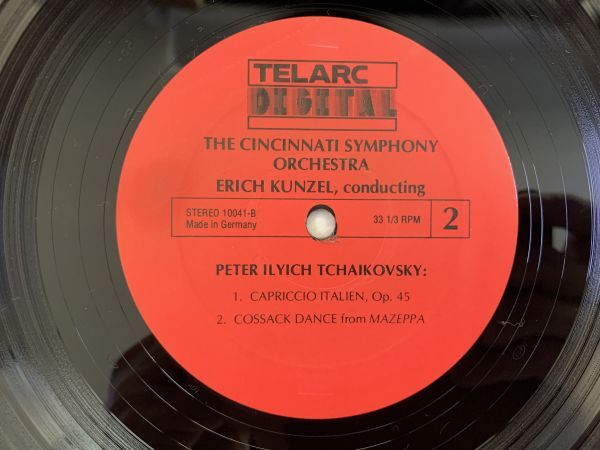 TELARC
DIGITAL
THE CINCINNATI SYMPHONY
ORCHESTRA
ERICH KUNZEL, conducting
STEREO 10041-B
Made in Germany
33 1/3 RPM
2
PETER ILYICH TCHAIKOVSKY:
1. CAPRICCIO ITALIEN, Op. 45
2. COSSACK DANCE from MAZEPPA